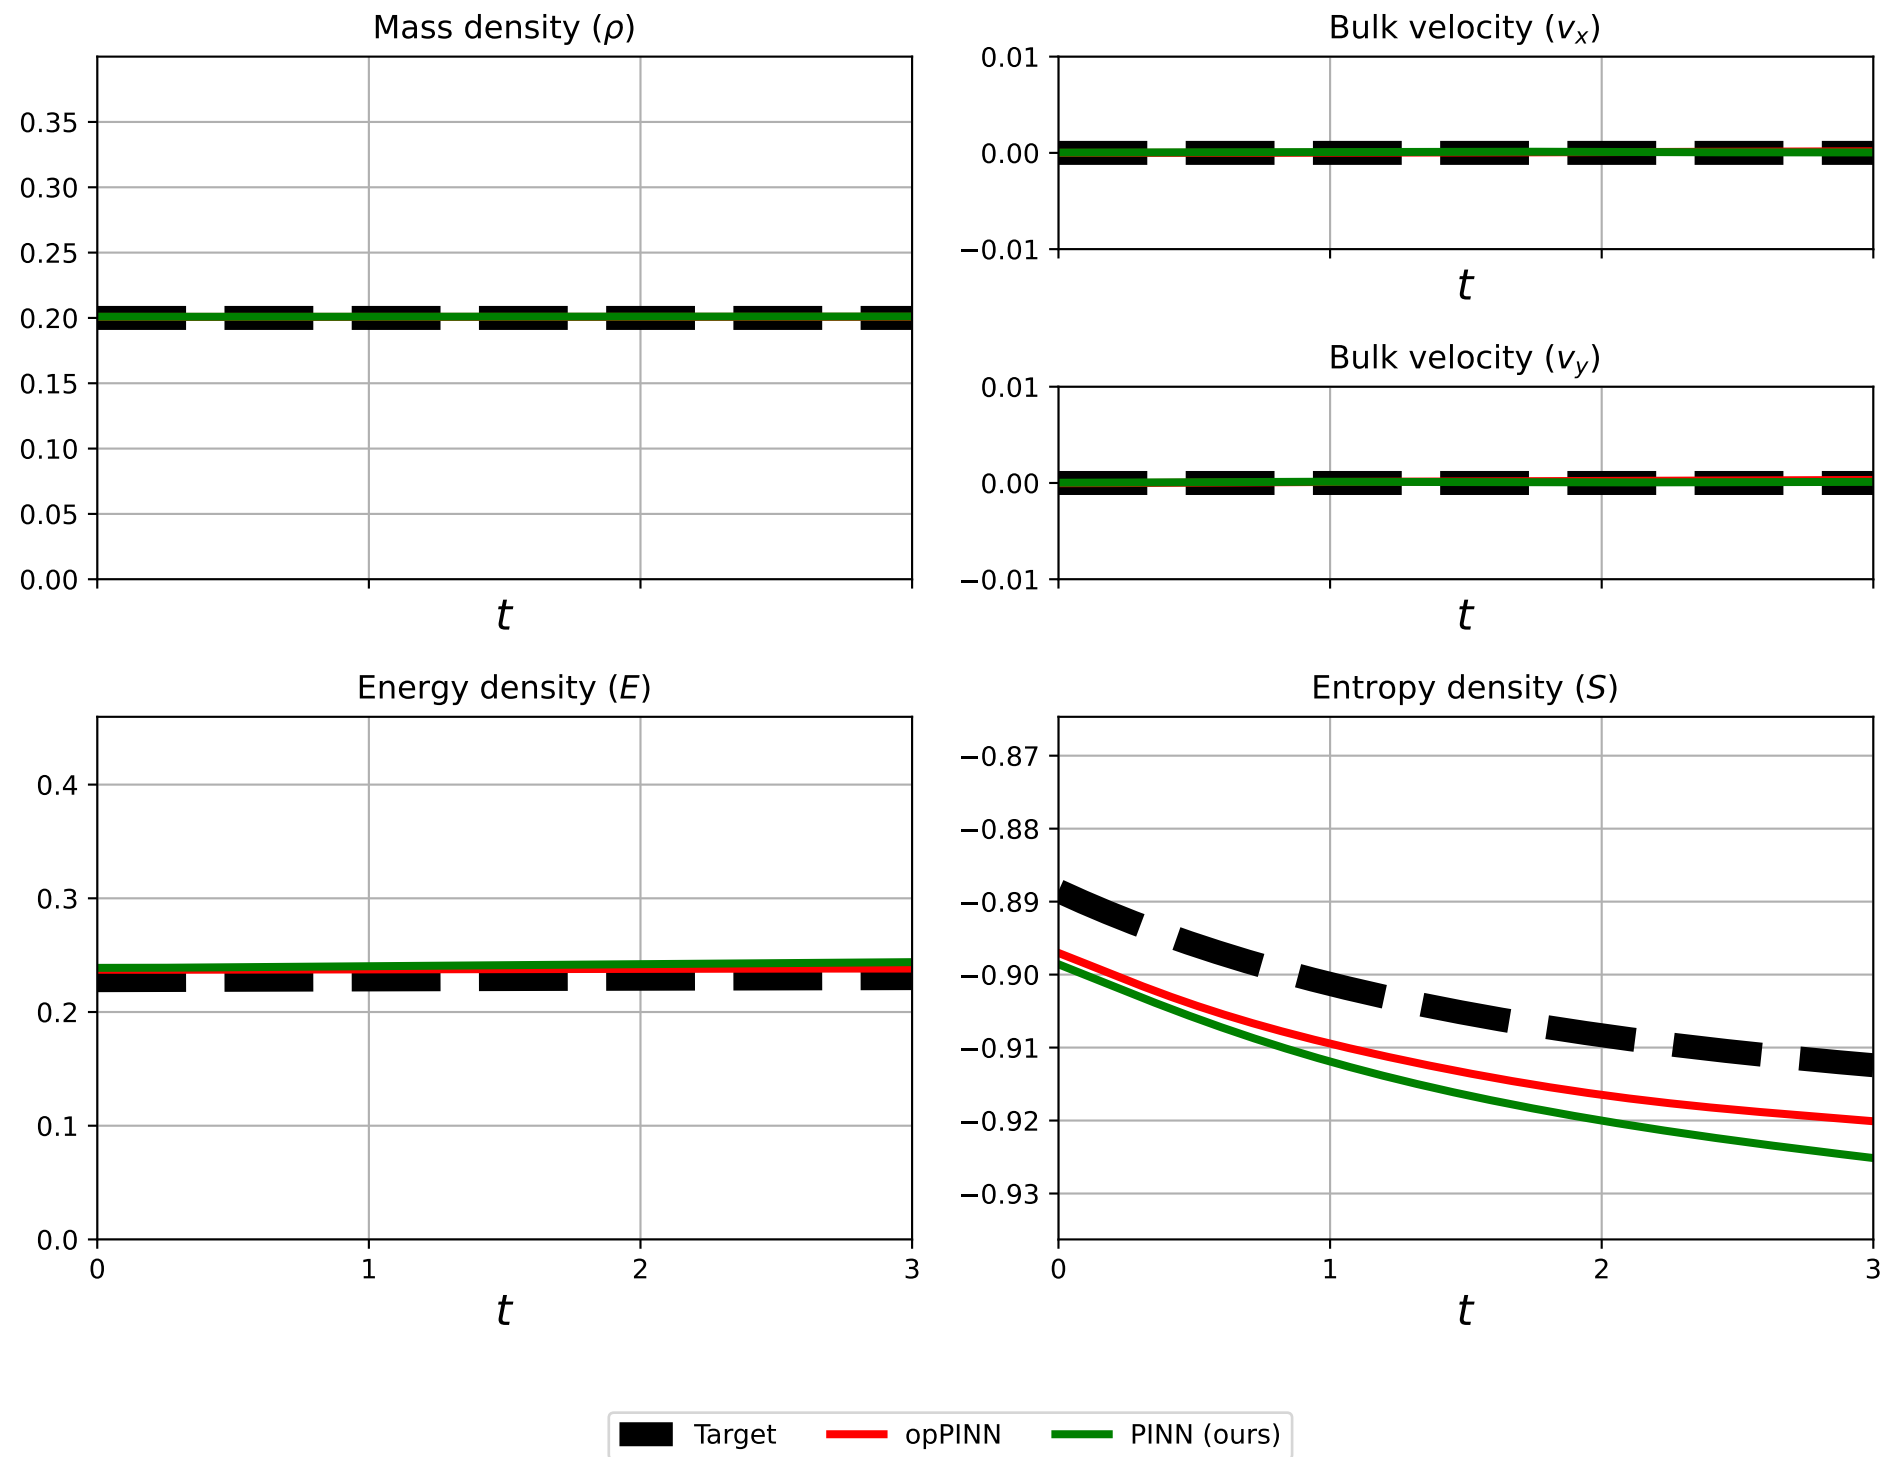 Mass density (ρ)
0.35
0.30
0.25
0.20
0.15
0.10
0.05
0.00
t
Bulk velocity (vₓ)
0.01
0.00
−0.01
t
Bulk velocity (v_y)
0.01
0.00
−0.01
t
Energy density (E)
0.4
0.3
0.2
0.1
0.0
0 1 2 3
t
Entropy density (S)
−0.87
−0.88
−0.89
−0.90
−0.91
−0.92
−0.93
0 1 2 3
t
Target opPINN PINN (ours)